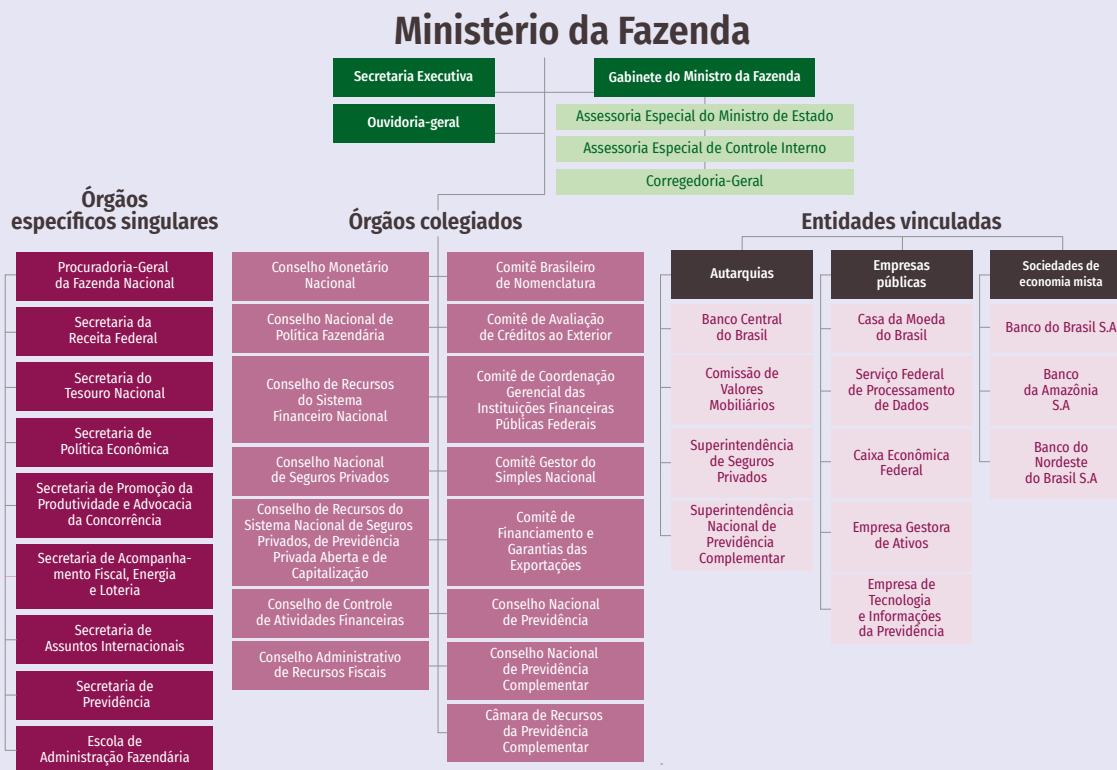 Ministério da Fazenda
Secretaria Executiva
Gabinete do Ministro da Fazenda
Ouvidoria-geral
Assessoria Especial do Ministro de Estado
Assessoria Especial de Controle Interno
Corregedoria-Geral
Órgãos
específicos singulares
Procuradoria-Geral
da Fazenda Nacional
Secretaria da
Receita Federal
Secretaria do
Tesouro Nacional
Secretaria de
Política Econômica
Secretaria de Promoção da
Produtividade e Advocacia
da Concorrência
Secretaria de Acompanha-
mento Fiscal, Energia
e Loteria
Secretaria de
Assuntos Internacionais
Secretaria de
Previdência
Escola de
Administração Fazendária
Órgãos colegiados
Conselho Monetário
Nacional
Conselho Nacional de
Política Fazendária
Conselho de Recursos
do Sistema
Financeiro Nacional
Conselho Nacional
de Seguros Privados
Conselho de Recursos do
Sistema Nacional de Seguros
Privados, de Previdência
Privada Aberta e de
Capitalização
Conselho de Controle
de Atividades Financeiras
Conselho Administrativo
de Recursos Fiscais
Comitê Brasileiro
de Nomenclatura
Comitê de Avaliação
de Créditos ao Exterior
Comitê de Coordenação
Gerencial das
Instituições Financeiras
Públicas Federais
Comitê Gestor do
Simples Nacional
Comitê de
Financiamento e
Garantias das
Exportações
Conselho Nacional
de Previdência
Conselho Nacional
de Previdência
Complementar
Câmara de Recursos
da Previdência
Complementar
Entidades vinculadas
Autarquias
Banco Central
do Brasil
Comissão de
Valores
Mobiliários
Superintendência
de Seguros
Privados
Superintendência
Nacional de
Previdência
Complementar
Empresas
públicas
Casa da Moeda
do Brasil
Serviço Federal
de Processamento
de Dados
Caixa Econômica
Federal
Empresa Gestora
de Ativos
Empresa de
Tecnologia
e Informações
da Previdência
Sociedades de
economia mista
Banco do Brasil S.A
Banco
da Amazônia
S.A
Banco do
Nordeste
do Brasil S.A